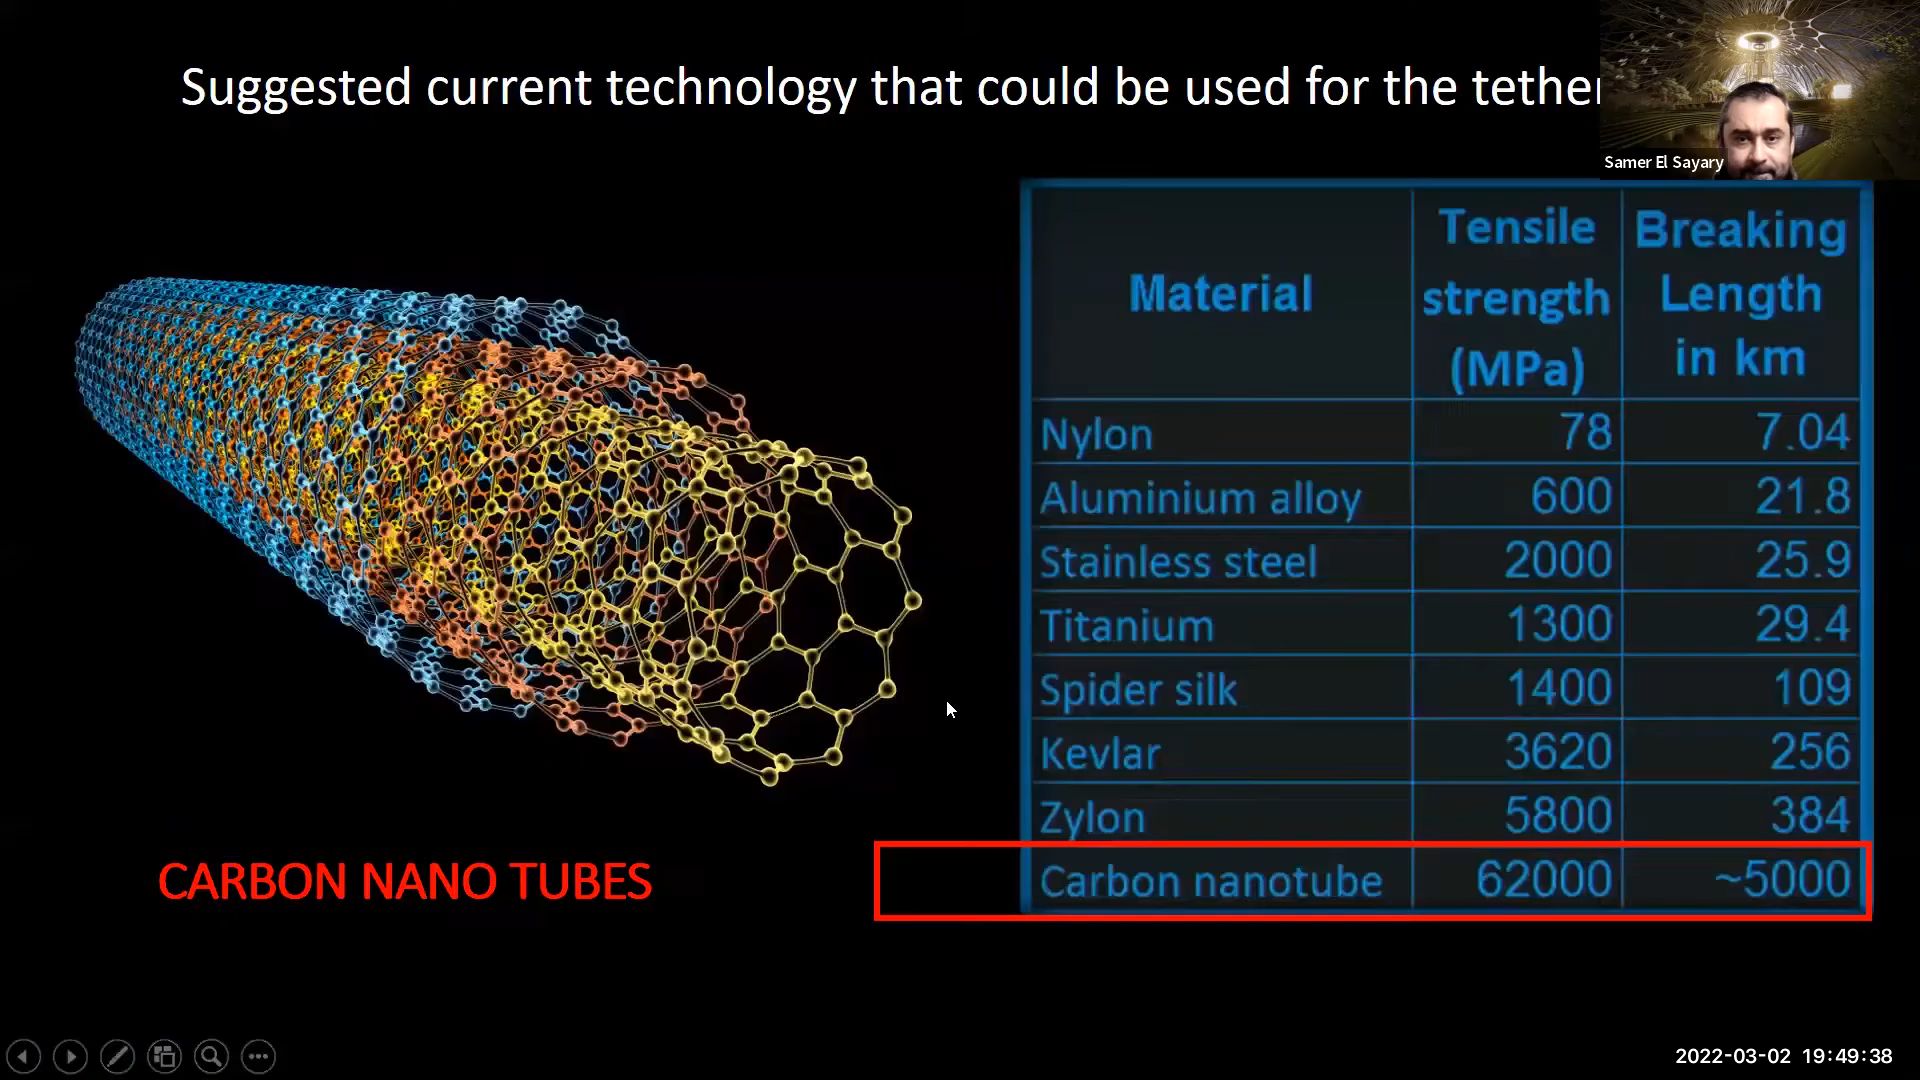 Suggested current technology that could be used for the tether
Samer El Sayary
Material
Tensile strength (MPa)
Breaking Length in km
Nylon 78 7.04
Aluminium alloy 600 21.8
Stainless steel 2000 25.9
Titanium 1300 29.4
Spider silk 1400 109
Kevlar 3620 256
Zylon 5800 384
Carbon nanotube 62000 ~5000
CARBON NANO TUBES
2022-03-02 19:49:38